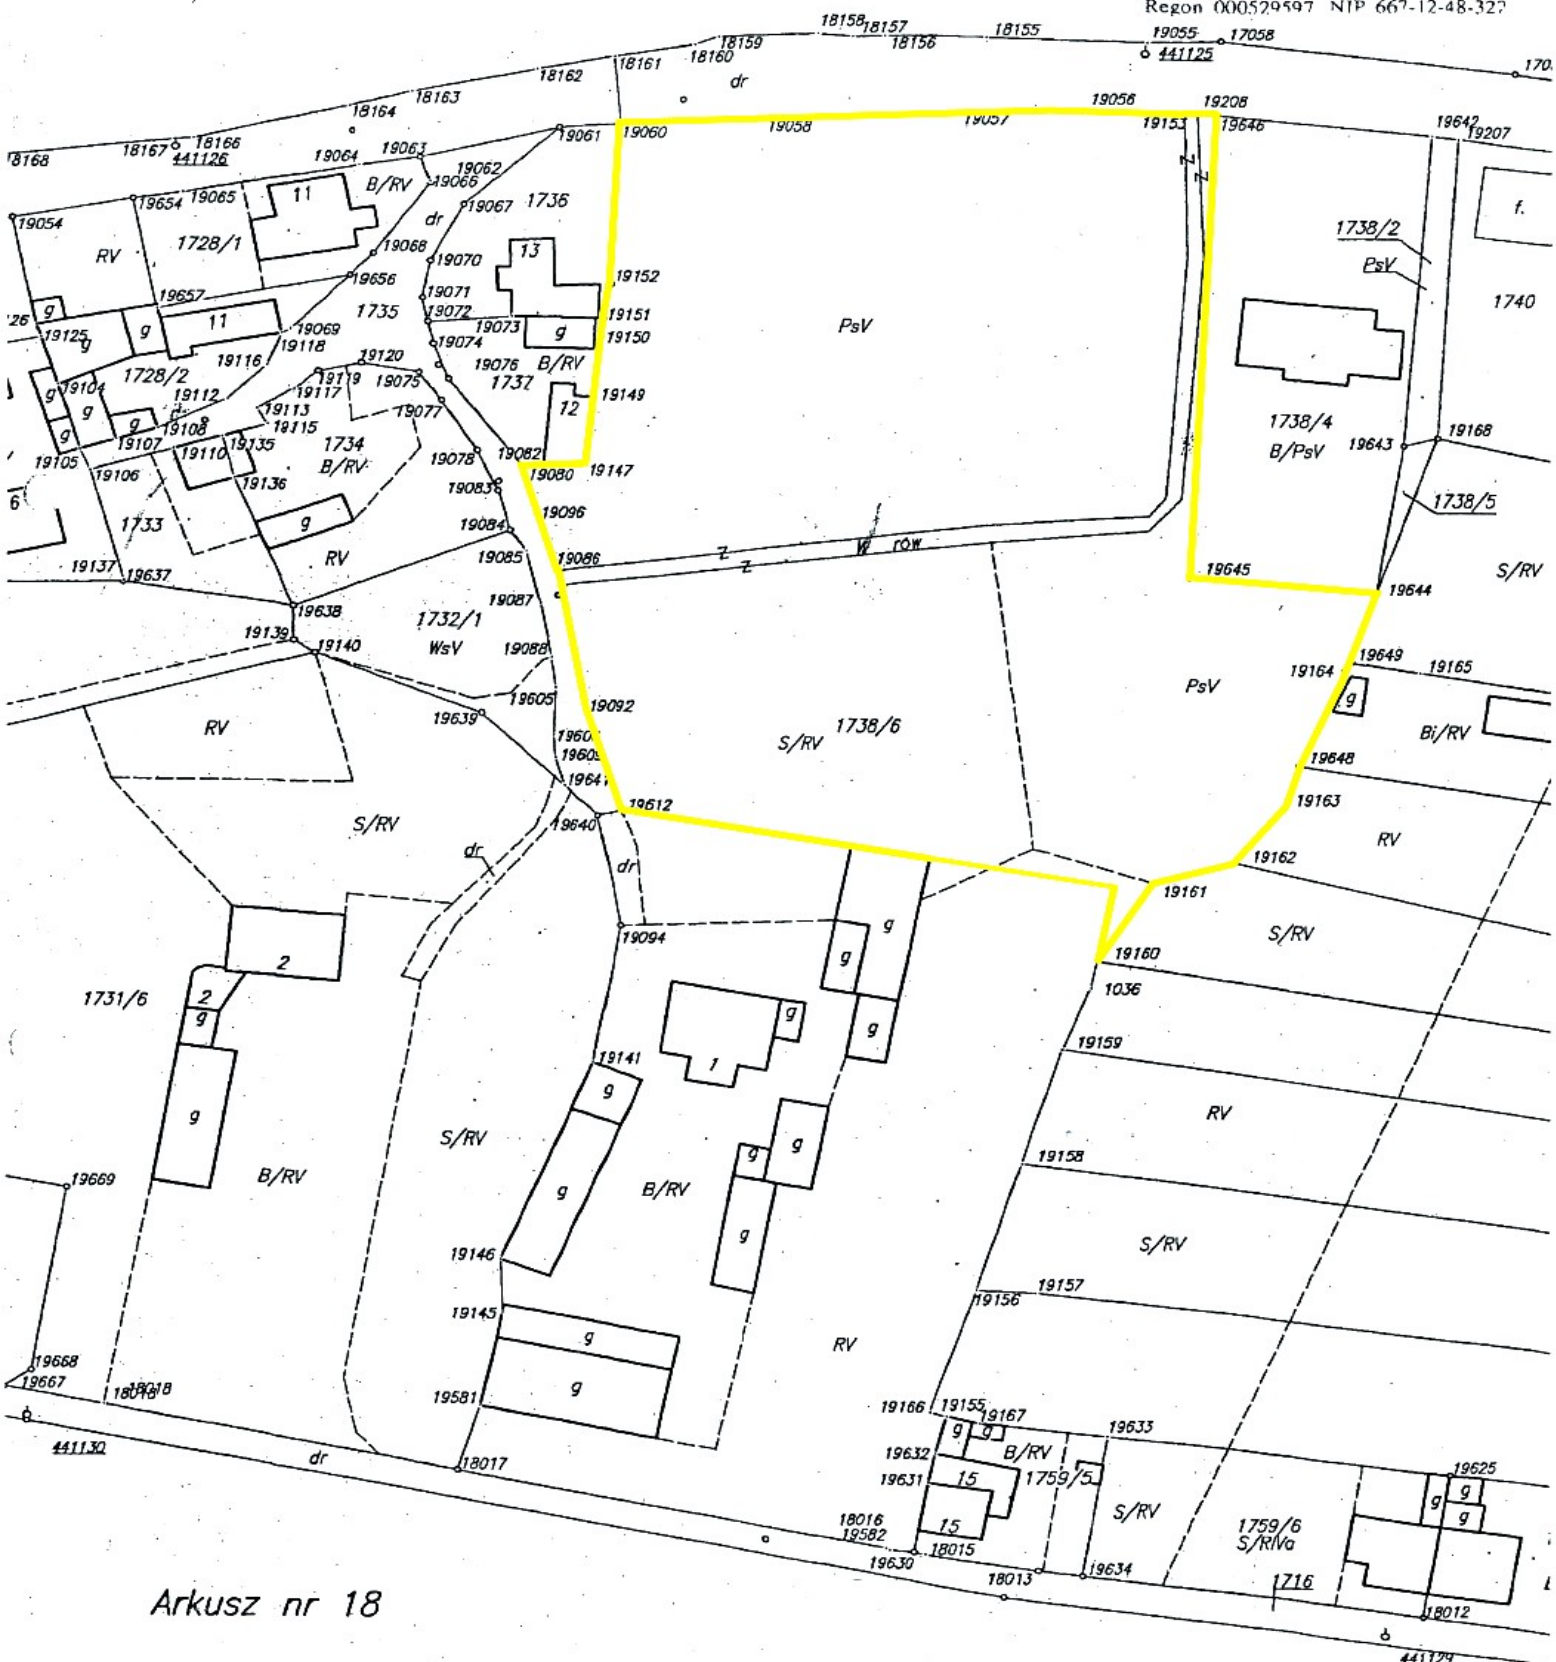 Regon 000529597 NIP 667-12-48-327
18158 18157
18159 18156 18155 19055 17058
18161 18160 441125
18162 dr
18163
18164 19056 19208
19061 19060 19058 19057 19153 19646 19642 19207
18168 18167 18166
441126 19064 19063
19062
19654 19065 11 B/RV 19066 1736
19054 19067 dr f.
1728/1 1738/2
RV 19068 13
19070 PsV
19656 19152
19657 19071 1740
g 1735 19072 19151
19125 g g 11 19069 19073 g 19150 PsV
19118 19074
19116 19120 19076 B/RV
1728/2 19119 19075 1737
19104 19112 19117 19149
g g 19113 19077 12 1738/4
g g 19108 19115 B/PsV
19107 19135 1734 19643 19168
19105 19110 B/RV 19078 19082
19106 19136 19080 19147
6 19083 1738/5
1733 g 19084 19096
RV 19085 W row
19137 19637 19086 Z Z
19645 S/RV
19638 19087 19644
1732/1
19139 WsV 19088
19140 19649
19164 19165
19605 PsV
19639 19092 g
RV 1738/6 Bi/RV
S/RV
19648
19641
19612 19163
S/RV 19640 RV
dr dr 19162
19161
g
19094 S/RV
2 g 19160
1731/6 2 1036
g g g
19159
19141 1
g
g RV
S/RV g
g 19158
19669 B/RV g B/RV
g
S/RV
19146
19157
19145 19156
g
RV
19668
19667 g
18018 19581 19166 19155 19167
g g 19633
441130 19632 B/RV
dr 18017 19631 15 1759/5 19625
g g
S/RV g
18016 15 1759/6
19582 18015 S/RIVa
19630
18013 19634 1716
Arkusz nr 18 18012
441129